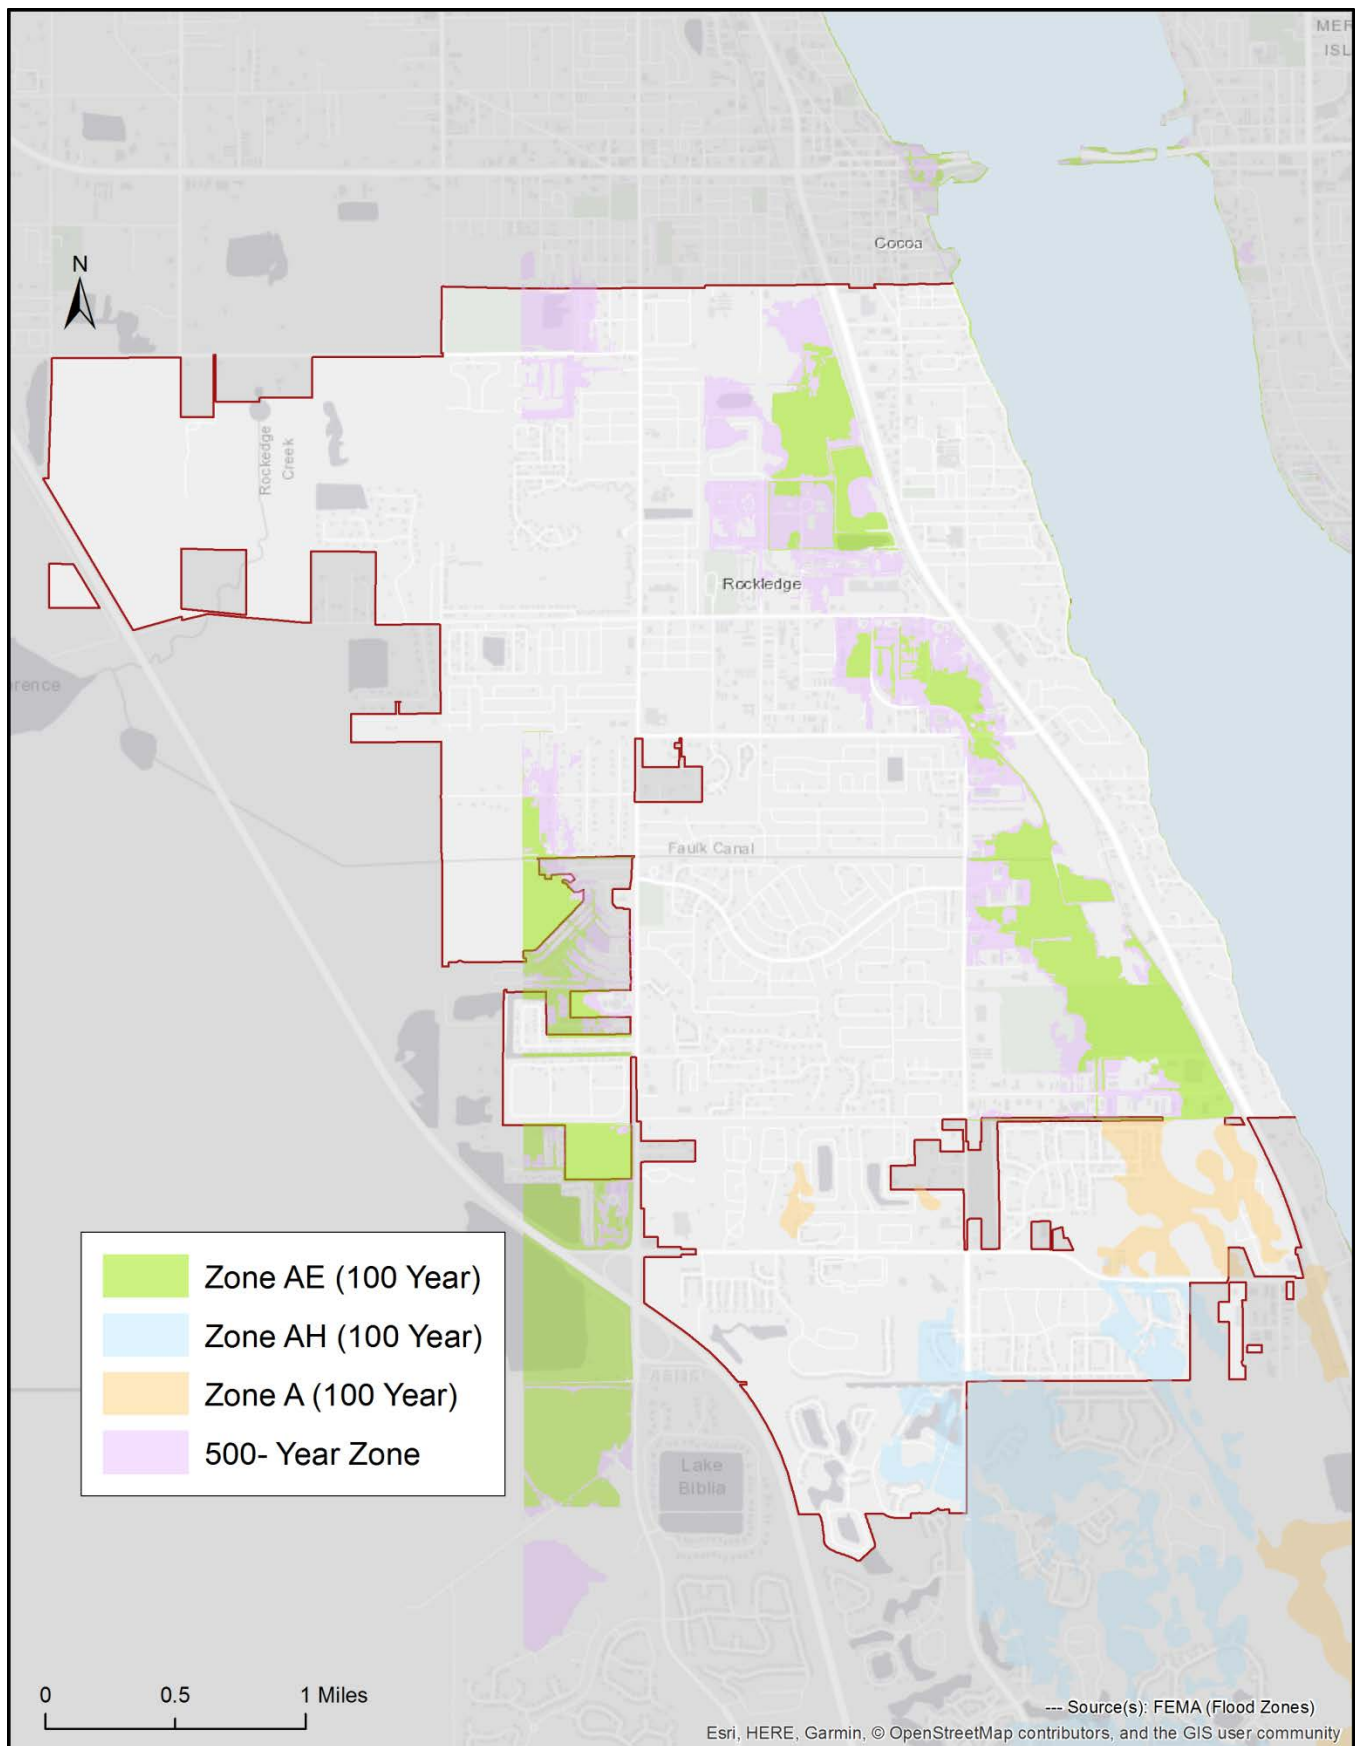 MER
ISL
Cocoa
N
Rockedge
Creek
Rockledge
rence
Faulk Canal
Zone AE (100 Year)
Zone AH (100 Year)
Zone A (100 Year)
500- Year Zone
Lake
Biblia
0 0.5 1 Miles
--- Source(s): FEMA (Flood Zones)
Esri, HERE, Garmin, © OpenStreetMap contributors, and the GIS user community